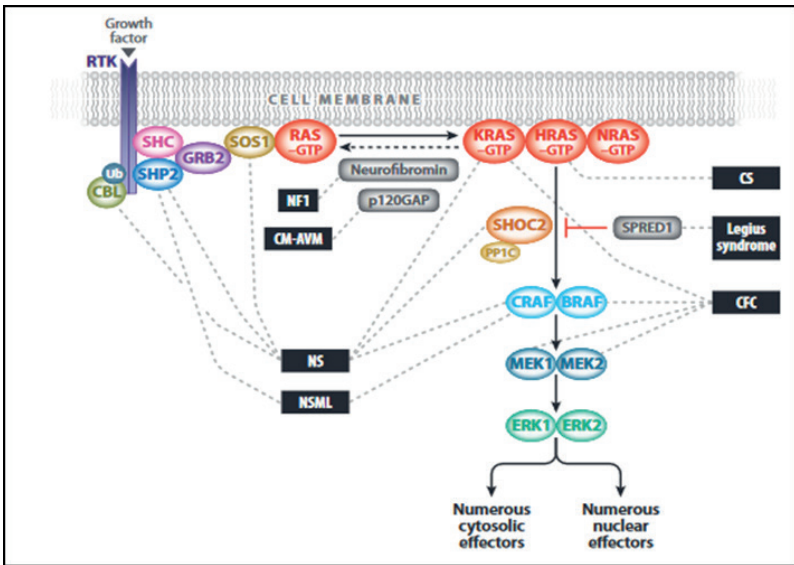 Growth
factor
RTK
CELL MEMBRANE
SHC
GRB2
SOS1
RAS
–GTP
KRAS
–GTP
HRAS
–GTP
NRAS
–GTP
Ub
CBL
SHP2
Neurofibromin
NF1
p120GAP
CM-AVM
CS
SHOC2
PP1C
SPRED1
Legius
syndrome
CRAF
BRAF
CFC
NS
MEK1
MEK2
NSML
ERK1
ERK2
Numerous
cytosolic
effectors
Numerous
nuclear
effectors